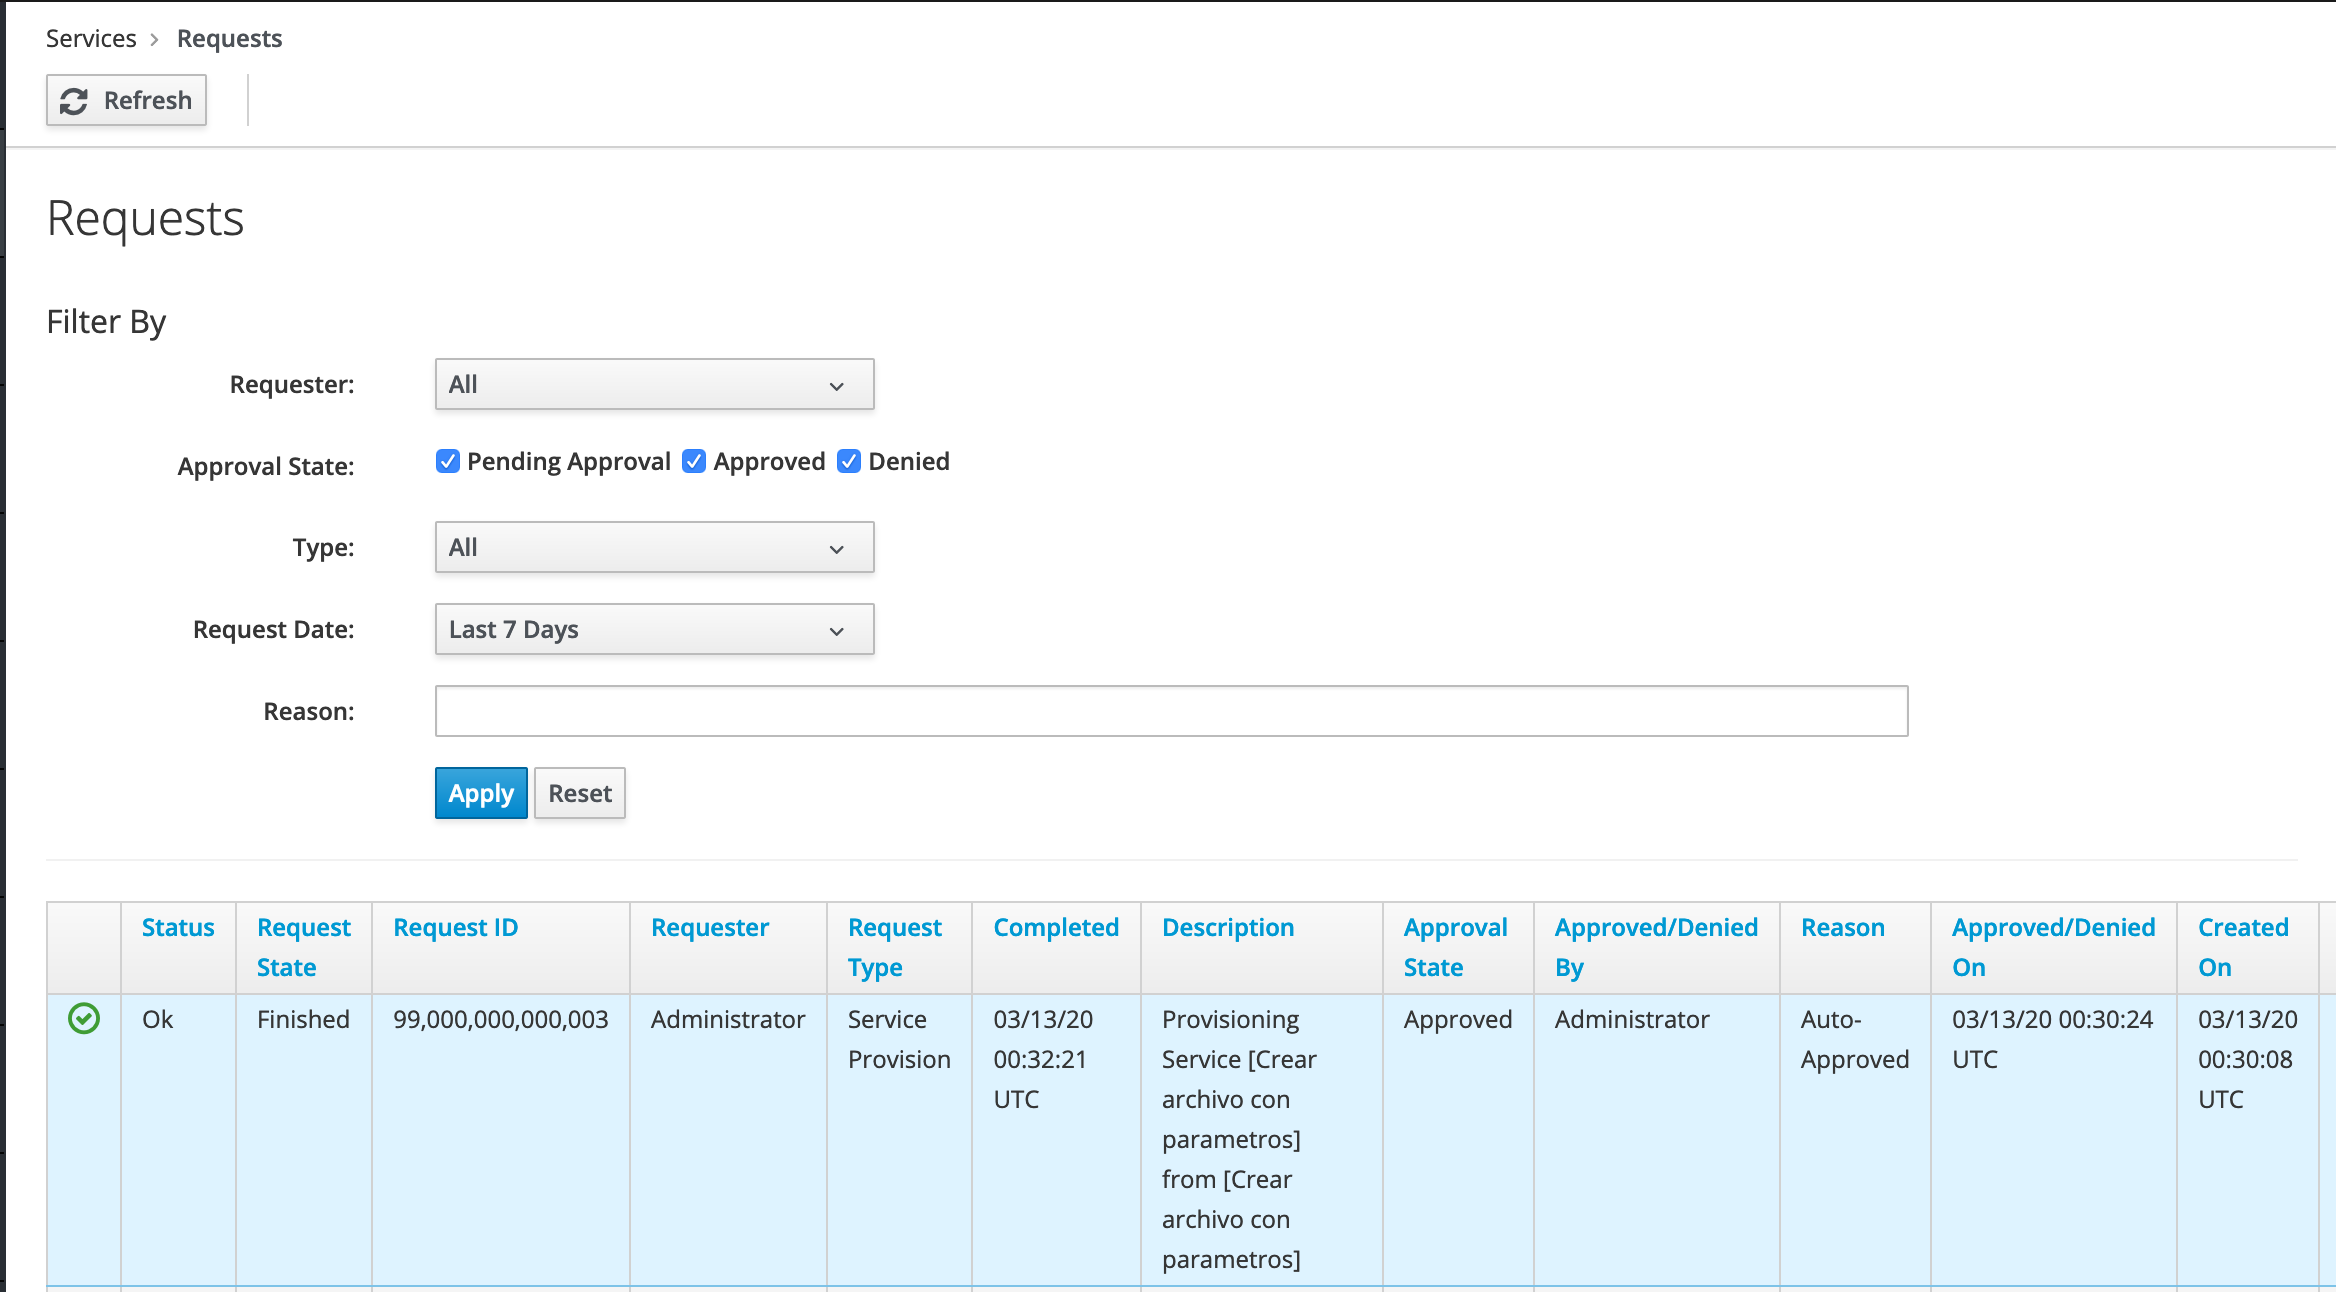 Services > Requests
Refresh
Requests
Filter By
Requester: All
Approval State: Pending Approval Approved Denied
Type: All
Request Date: Last 7 Days
Reason:
Apply Reset
Status Request State Request ID Requester Request Type Completed Description Approval State Approved/Denied By Reason Approved/Denied On Created On
Ok Finished 99,000,000,000,003 Administrator Service Provision 03/13/20 00:32:21 UTC Provisioning Service [Crear archivo con parametros] from [Crear archivo con parametros] Approved Administrator Auto-Approved 03/13/20 00:30:24 UTC 03/13/20 00:30:08 UTC